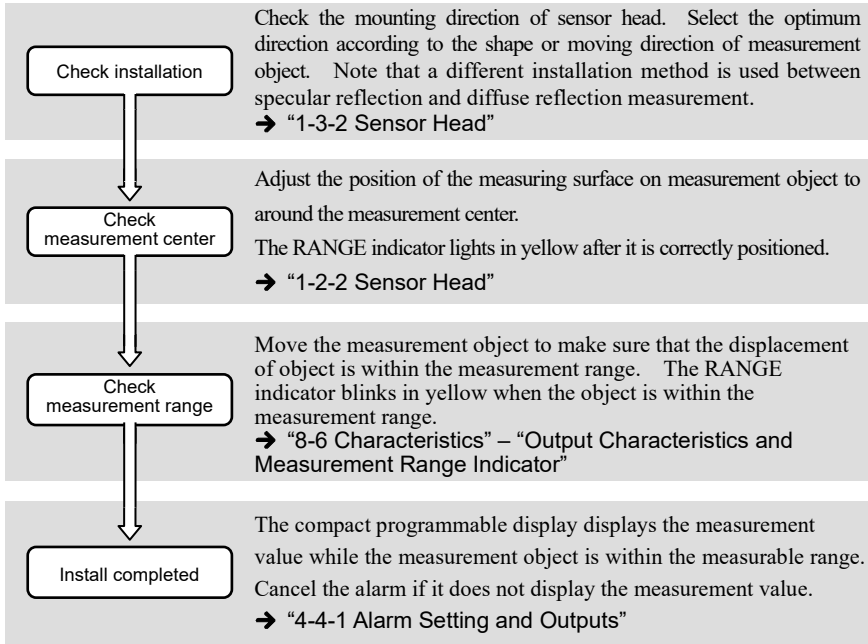 Check installation
Check the mounting direction of sensor head. Select the optimum
direction according to the shape or moving direction of measurement
object. Note that a different installation method is used between
specular reflection and diffuse reflection measurement.
➔ “1-3-2 Sensor Head”
Check
measurement center
Adjust the position of the measuring surface on measurement object to
around the measurement center.
The RANGE indicator lights in yellow after it is correctly positioned.
➔ “1-2-2 Sensor Head”
Check
measurement range
Move the measurement object to make sure that the displacement
of object is within the measurement range. The RANGE
indicator blinks in yellow when the object is within the
measurement range.
➔ “8-6 Characteristics” – “Output Characteristics and
Measurement Range Indicator”
Install completed
The compact programmable display displays the measurement
value while the measurement object is within the measurable range.
Cancel the alarm if it does not display the measurement value.
➔ “4-4-1 Alarm Setting and Outputs”